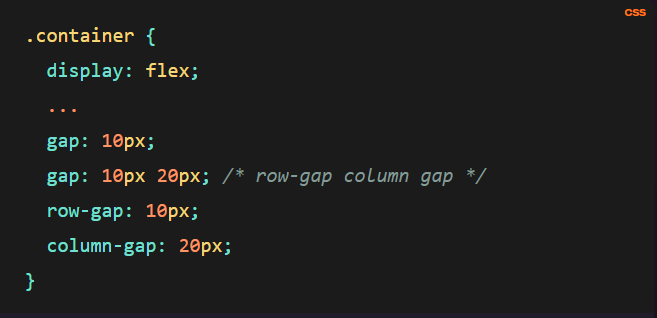 css
.container {
  display: flex;
  ...
  gap: 10px;
  gap: 10px 20px; /* row-gap column gap */
  row-gap: 10px;
  column-gap: 20px;
}